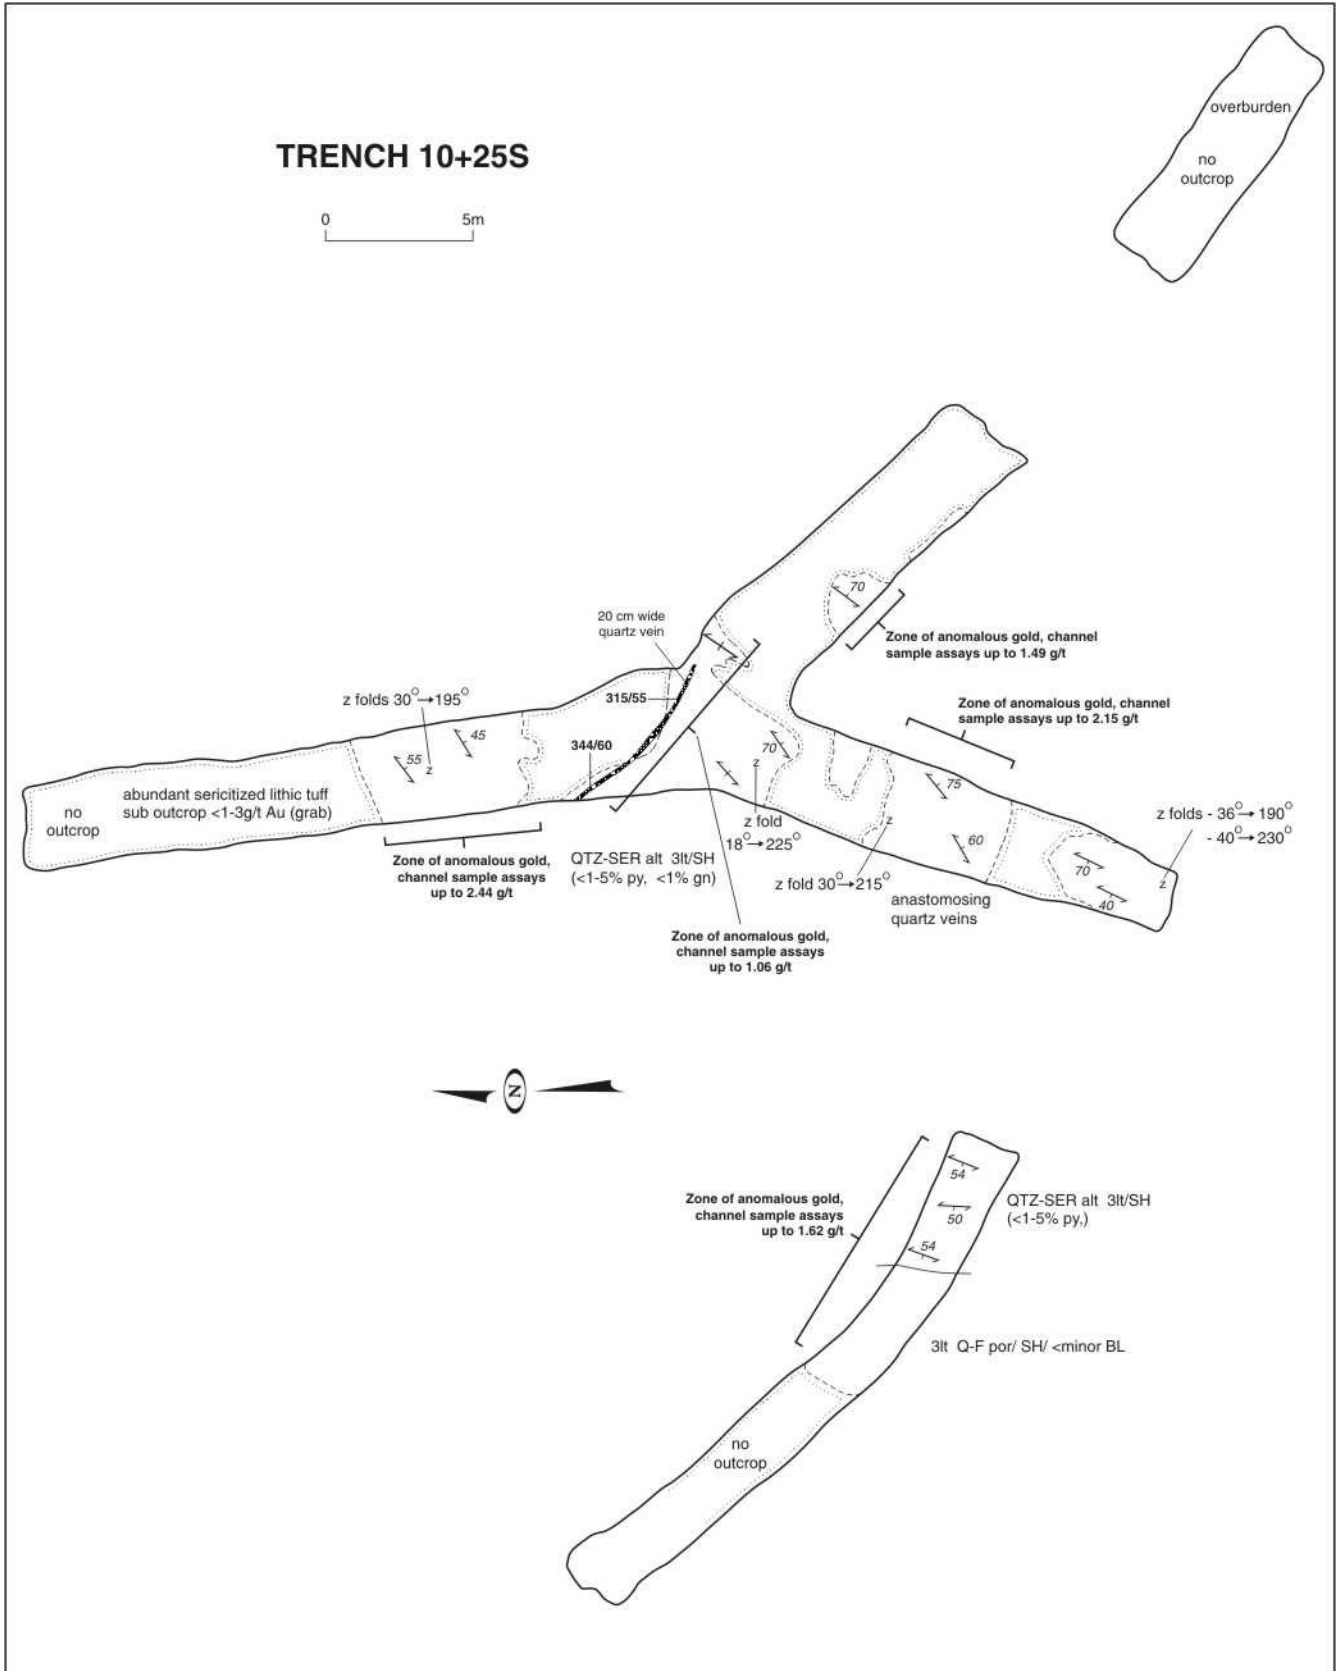 overburden
no
outcrop
TRENCH 10+25S
0 5m
70
20 cm wide
quartz vein
Zone of anomalous gold, channel
sample assays up to 1.49 g/t
z folds 30°→195°
315/55
Zone of anomalous gold, channel
sample assays up to 2.15 g/t
45
344/60
70
55
z
z
75
no
outcrop
abundant sericitized lithic tuff
sub outcrop <1-3g/t Au (grab)
z fold
18°→225°
z
z folds - 36°→190°
- 40°→230°
60
70
40
z
Zone of anomalous gold,
channel sample assays
up to 2.44 g/t
QTZ-SER alt 3lt/SH
(<1-5% py, <1% gn)
z fold 30°→215°
anastomosing
quartz veins
Zone of anomalous gold,
channel sample assays
up to 1.06 g/t
N
54
Zone of anomalous gold,
channel sample assays
up to 1.62 g/t
QTZ-SER alt 3lt/SH
(<1-5% py,)
50
54
3lt Q-F por/ SH/ <minor BL
no
outcrop